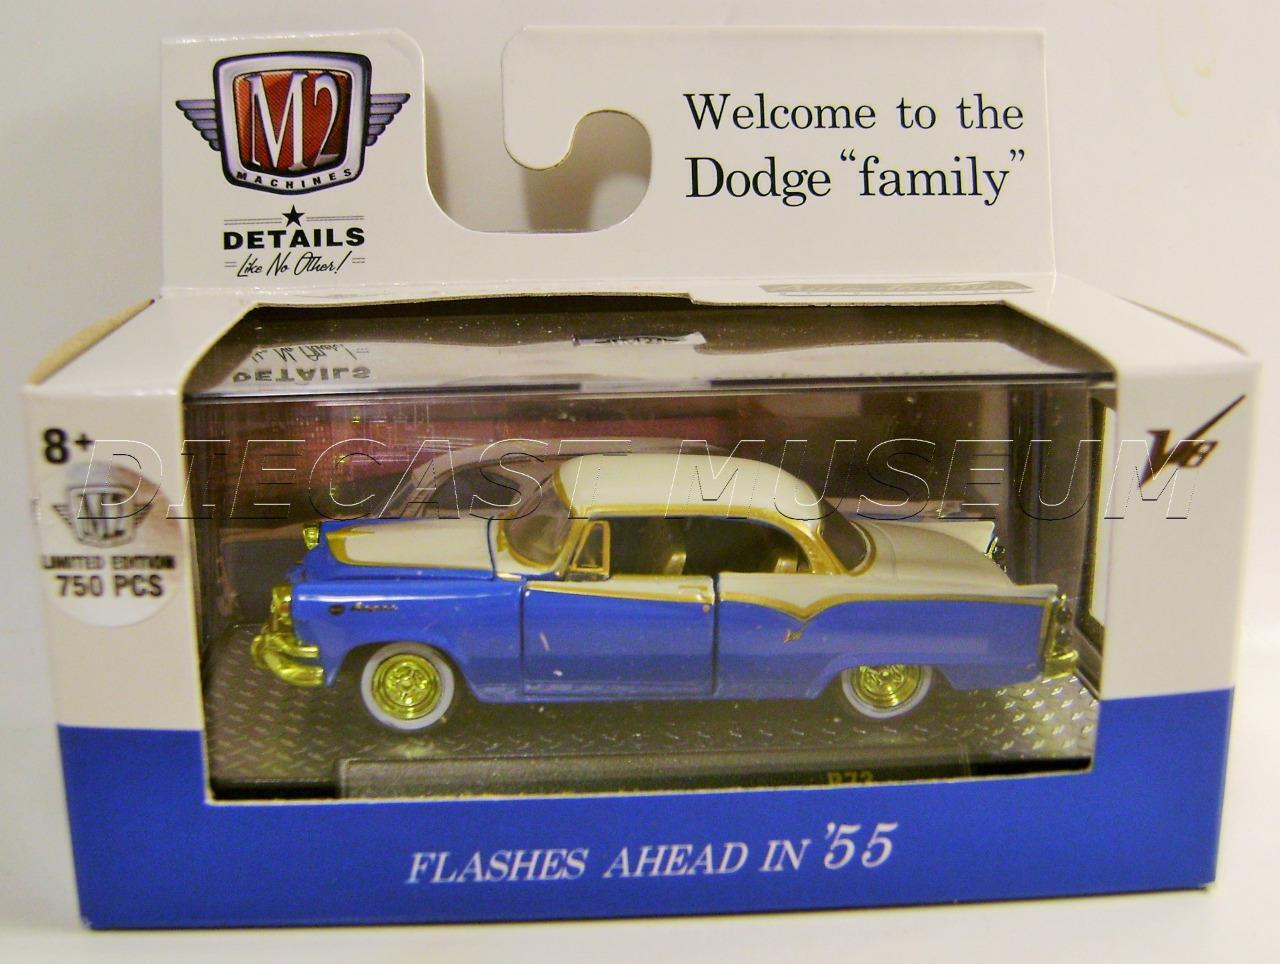 M2
MACHINES
DETAILS
Like No Other!
Welcome to the
Dodge “family”
8+
M2
LIMITED EDITION
750 PCS
V8
DIECAST MUSEUM
R73
FLASHES AHEAD IN '55